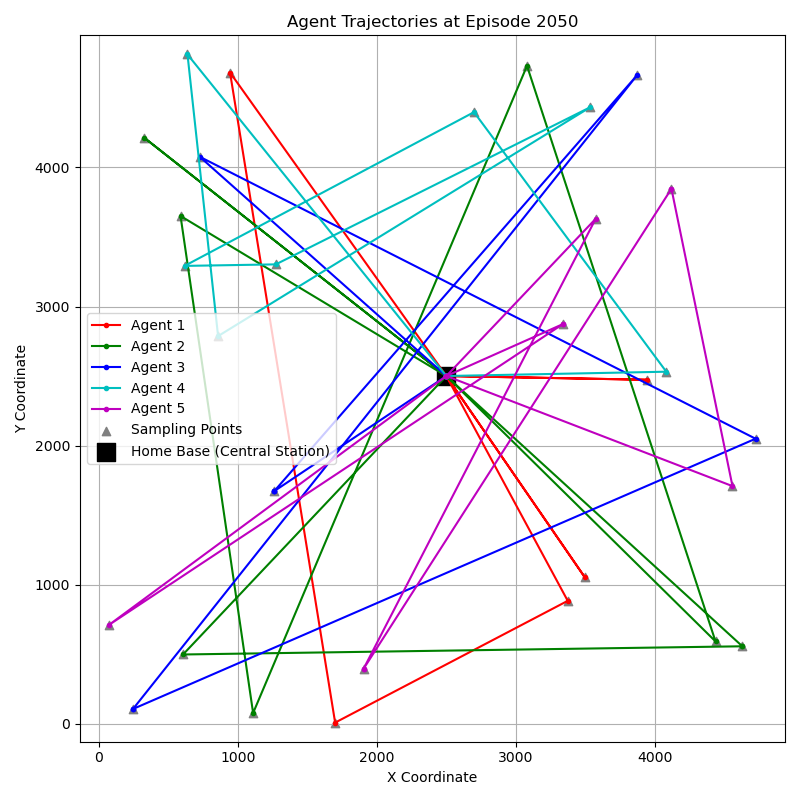 Agent Trajectories at Episode 2050
Y Coordinate
4000
3000
2000
1000
0
Agent 1
Agent 2
Agent 3
Agent 4
Agent 5
Sampling Points
Home Base (Central Station)
0 1000 2000 3000 4000
X Coordinate